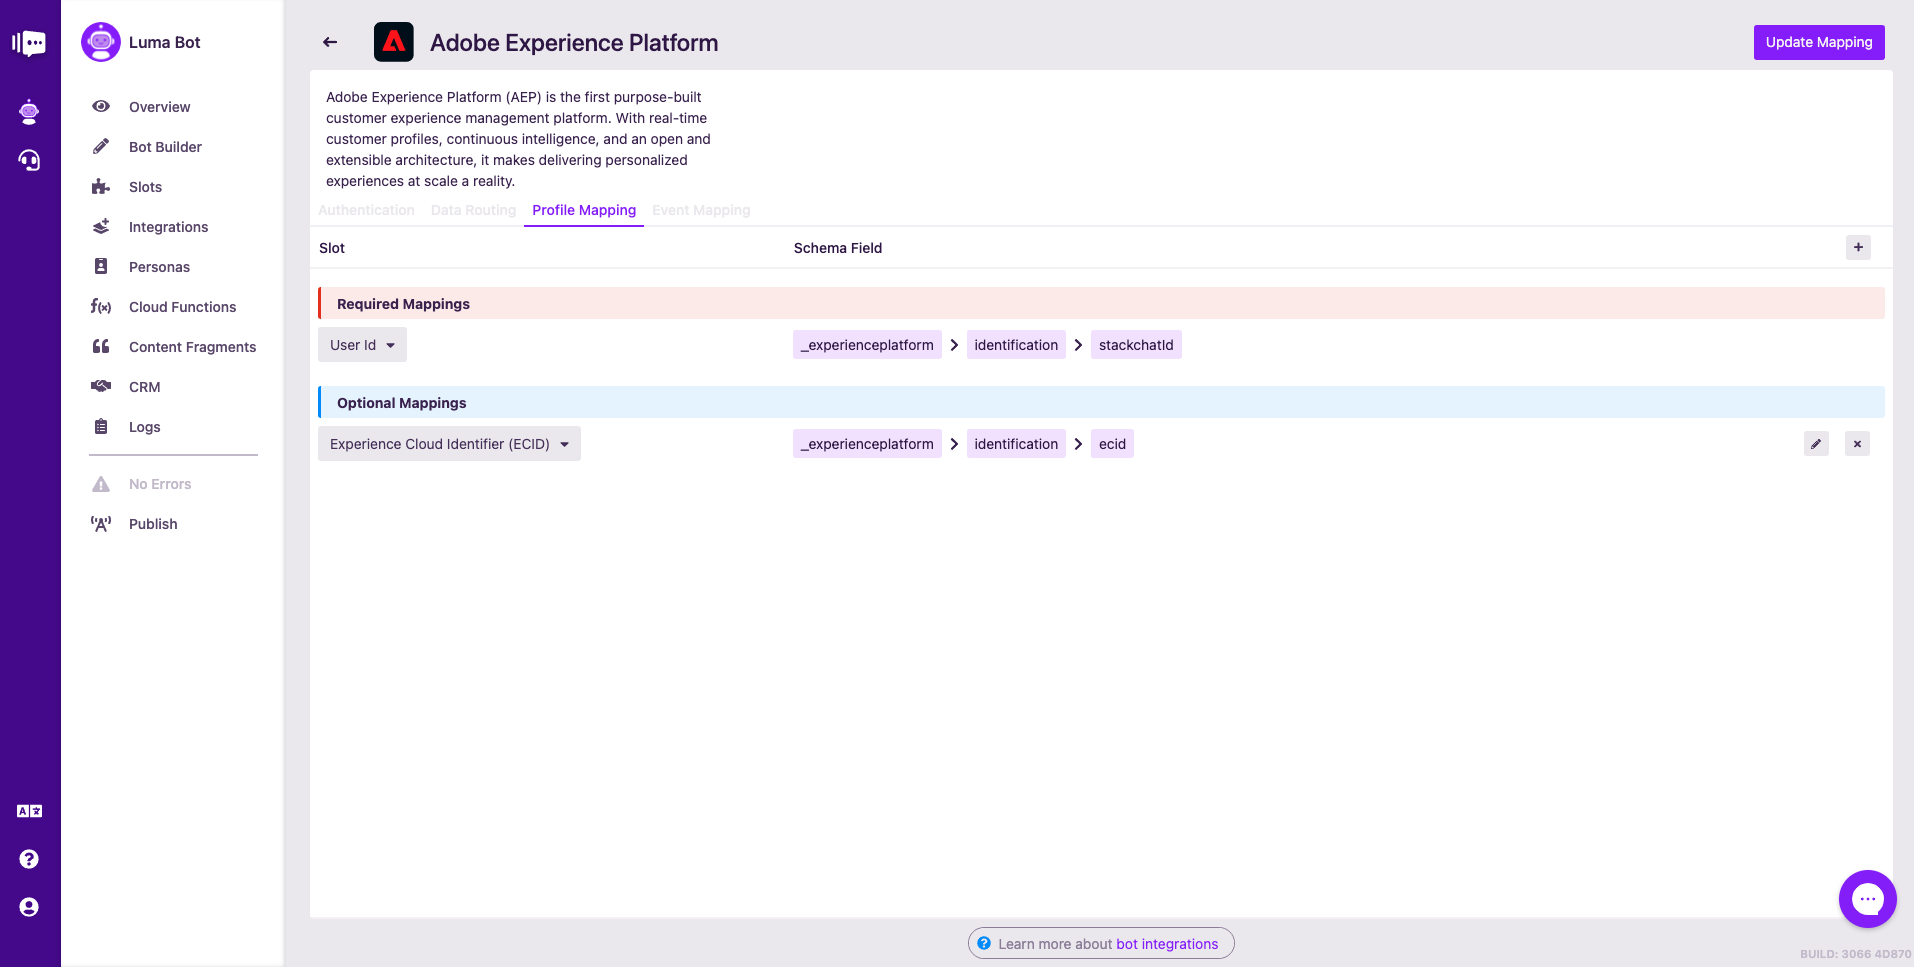 Luma Bot
Overview
Bot Builder
Slots
Integrations
Personas
Cloud Functions
Content Fragments
CRM
Logs
No Errors
Publish
Adobe Experience Platform
Update Mapping
Adobe Experience Platform (AEP) is the first purpose-built
customer experience management platform. With real-time
customer profiles, continuous intelligence, and an open and
extensible architecture, it makes delivering personalized
experiences at scale a reality.
Authentication Data Routing Profile Mapping Event Mapping
Slot Schema Field
Required Mappings
User Id _experienceplatform identification stackchatId
Optional Mappings
Experience Cloud Identifier (ECID) _experienceplatform identification ecid
Learn more about bot integrations
BUILD: 3066 4D870